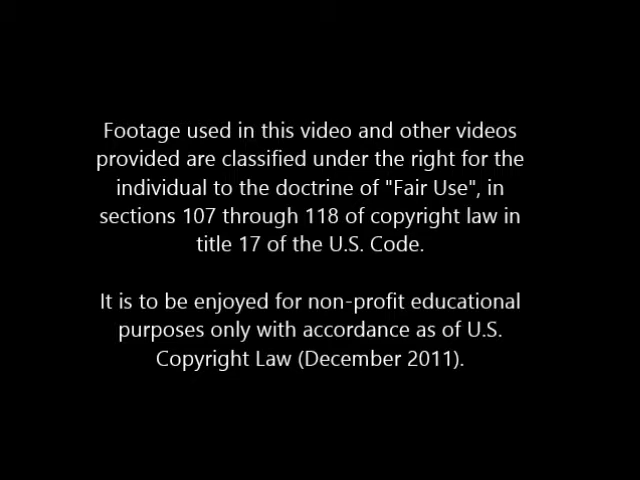 Footage used in this video and other videos
provided are classified under the right for the
individual to the doctrine of "Fair Use", in
sections 107 through 118 of copyright law in
title 17 of the U.S. Code.
It is to be enjoyed for non-profit educational
purposes only with accordance as of U.S.
Copyright Law (December 2011).